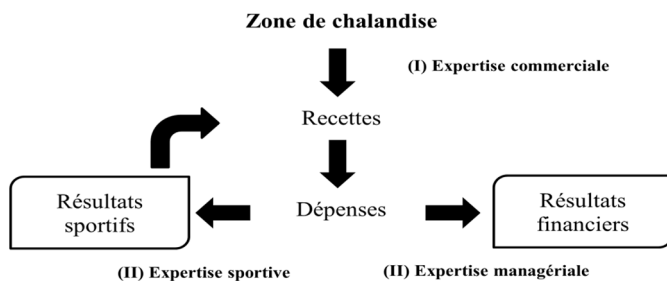 Zone de chalandise
(I) Expertise commerciale
Recettes
Résultats
sportifs
Dépenses
Résultats
financiers
(II) Expertise sportive
(II) Expertise managériale